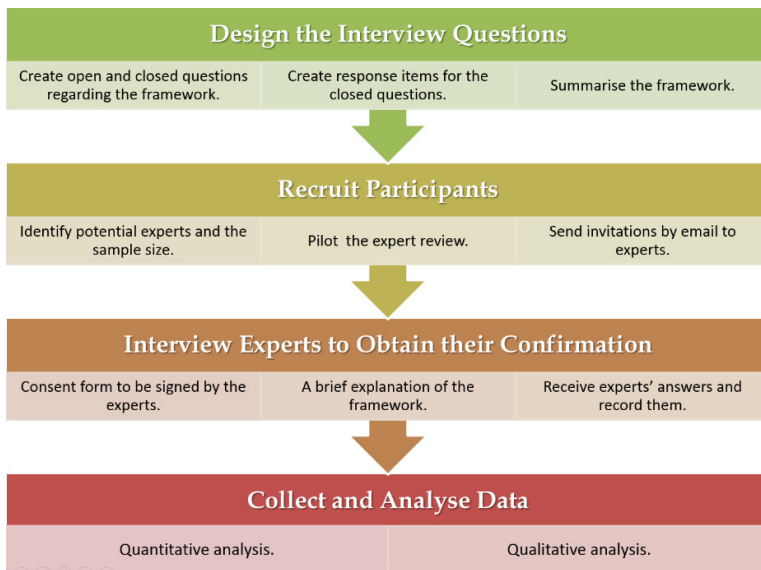 Design the Interview Questions
Create open and closed questions
regarding the framework.
Create response items for the
closed questions.
Summarise the framework.
Recruit Participants
Identify potential experts and the
sample size.
Pilot the expert review.
Send invitations by email to
experts.
Interview Experts to Obtain their Confirmation
Consent form to be signed by the
experts.
A brief explanation of the
framework.
Receive experts’ answers and
record them.
Collect and Analyse Data
Quantitative analysis.
Qualitative analysis.